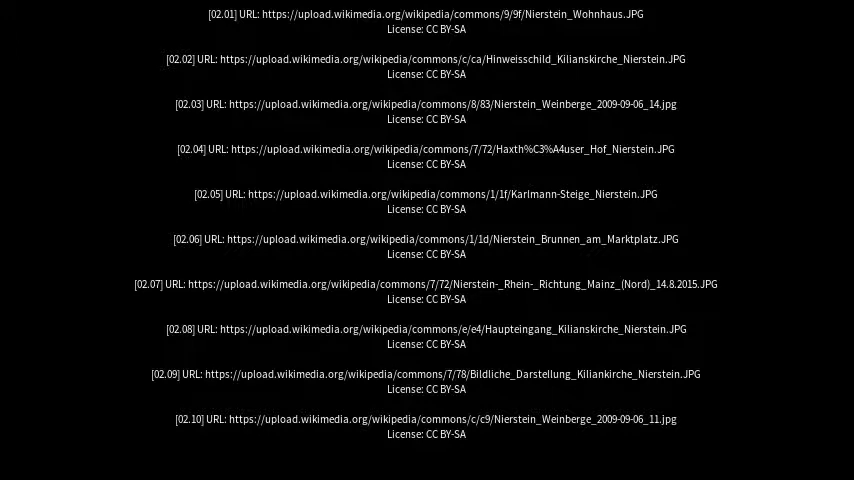 [02.01] URL: https://upload.wikimedia.org/wikipedia/commons/9/9f/Nierstein_Wohnhaus.JPG
License: CC BY-SA
[02.02] URL: https://upload.wikimedia.org/wikipedia/commons/c/ca/Hinweisschild_Kilianskirche_Nierstein.JPG
License: CC BY-SA
[02.03] URL: https://upload.wikimedia.org/wikipedia/commons/8/83/Nierstein_Weinberge_2009-09-06_14.jpg
License: CC BY-SA
[02.04] URL: https://upload.wikimedia.org/wikipedia/commons/7/72/Haxth%C3%A4user_Hof_Nierstein.JPG
License: CC BY-SA
[02.05] URL: https://upload.wikimedia.org/wikipedia/commons/1/1f/Karlmann-Steige_Nierstein.JPG
License: CC BY-SA
[02.06] URL: https://upload.wikimedia.org/wikipedia/commons/1/1d/Nierstein_Brunnen_am_Marktplatz.JPG
License: CC BY-SA
[02.07] URL: https://upload.wikimedia.org/wikipedia/commons/7/72/Nierstein-_Rhein-_Richtung_Mainz_(Nord)_14.8.2015.JPG
License: CC BY-SA
[02.08] URL: https://upload.wikimedia.org/wikipedia/commons/e/e4/Haupteingang_Kilianskirche_Nierstein.JPG
License: CC BY-SA
[02.09] URL: https://upload.wikimedia.org/wikipedia/commons/7/78/Bildliche_Darstellung_Kiliankirche_Nierstein.JPG
License: CC BY-SA
[02.10] URL: https://upload.wikimedia.org/wikipedia/commons/c/c9/Nierstein_Weinberge_2009-09-06_11.jpg
License: CC BY-SA